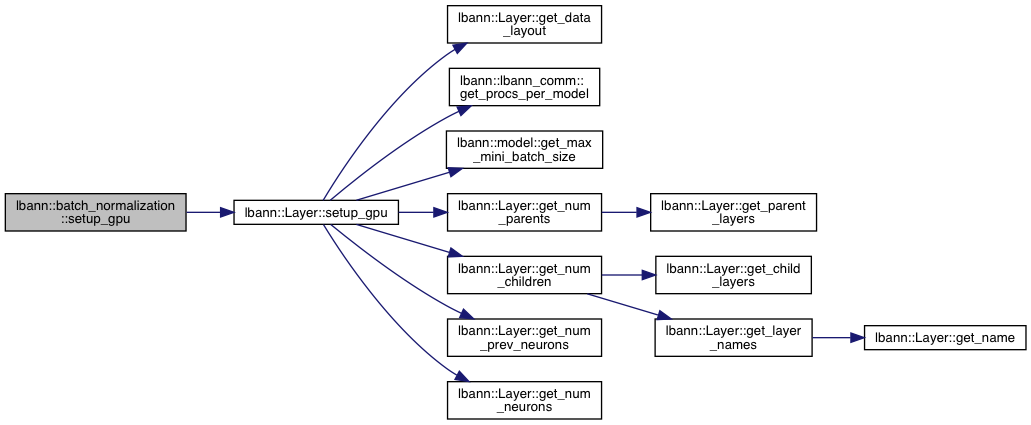 lbann::batch_normalization
::setup_gpu
lbann::Layer::setup_gpu
lbann::Layer::get_data
_layout
lbann::lbann_comm::
get_procs_per_model
lbann::model::get_max
_mini_batch_size
lbann::Layer::get_num
_parents
lbann::Layer::get_parent
_layers
lbann::Layer::get_num
_children
lbann::Layer::get_child
_layers
lbann::Layer::get_layer
_names
lbann::Layer::get_name
lbann::Layer::get_num
_prev_neurons
lbann::Layer::get_num
_neurons